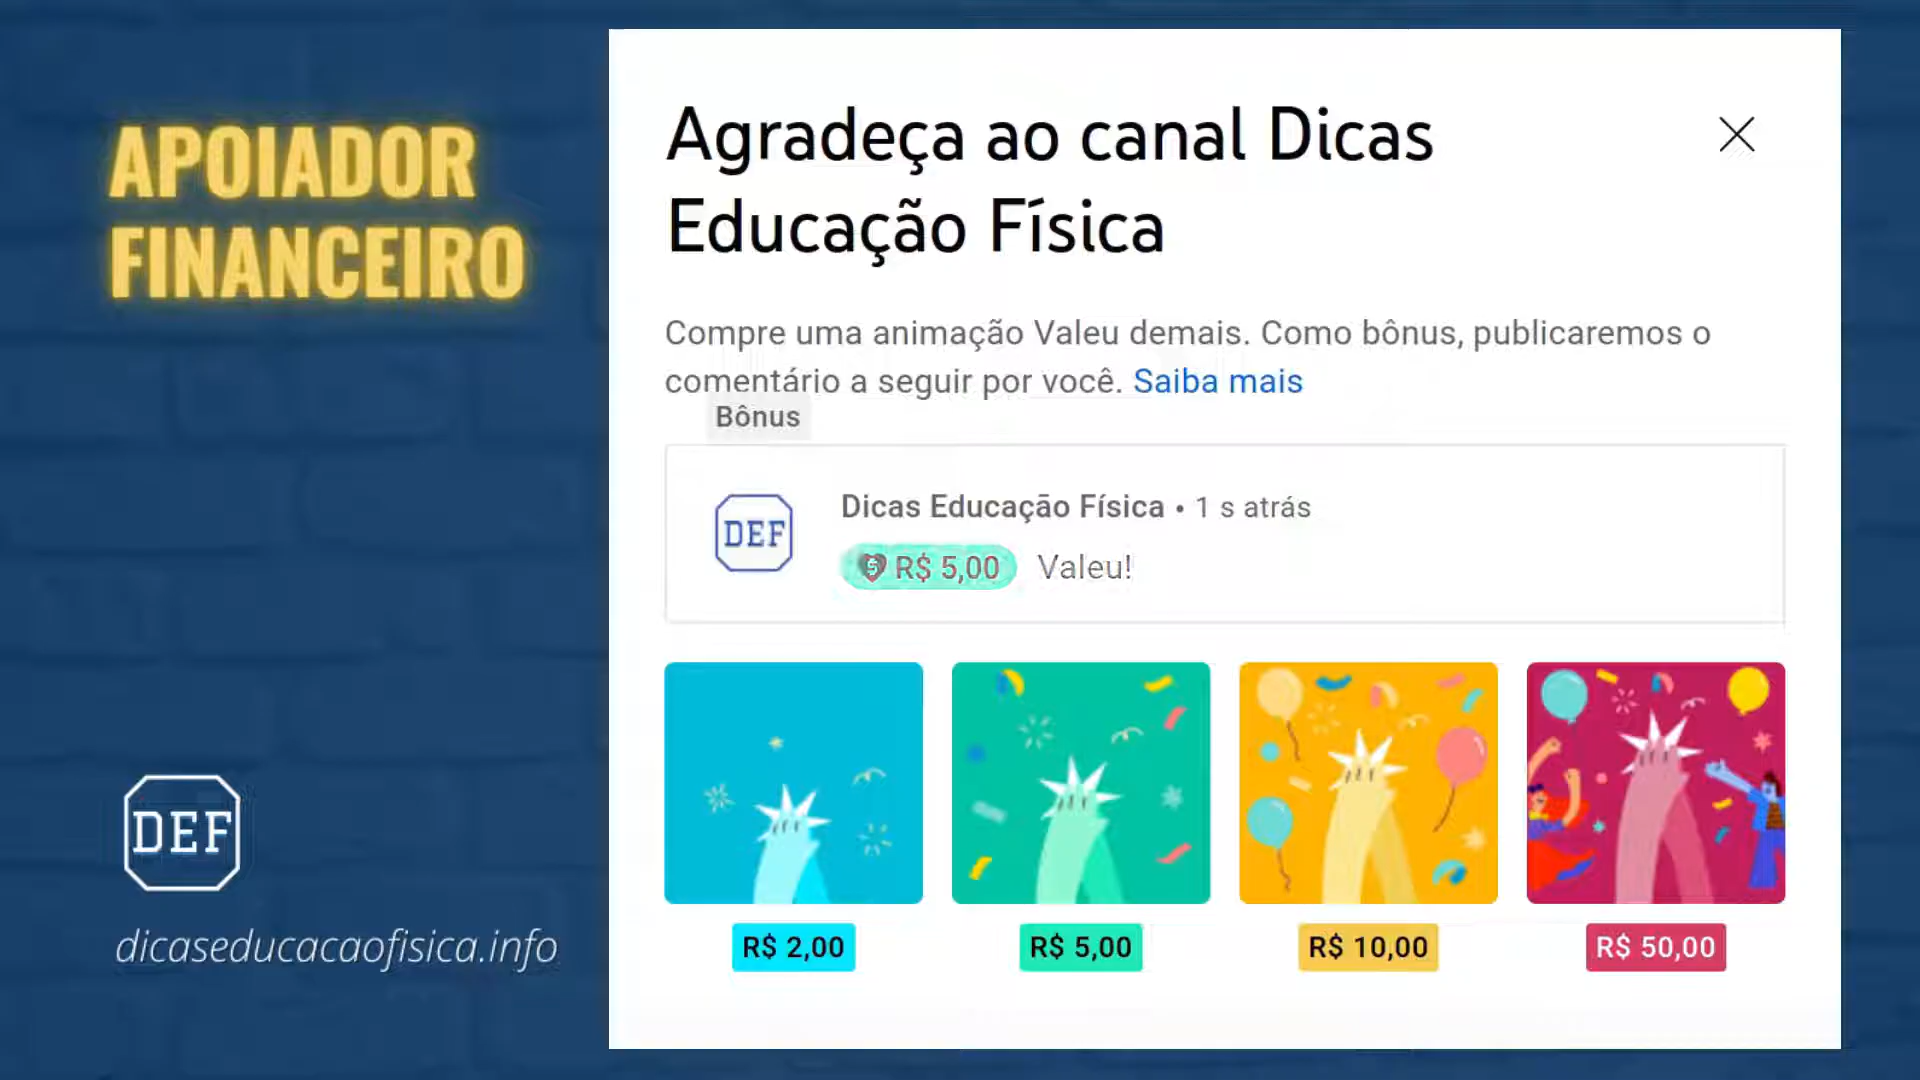 APOIADOR
FINANCEIRO
DEF
dicaseducacaofisica.info
Agradeça ao canal Dicas
Educação Física
Compre uma animação Valeu demais. Como bônus, publicaremos o
comentário a seguir por você. Saiba mais
Bônus
DEF
Dicas Educação Física • 1 s atrás
R$ 5,00 Valeu!
R$ 2,00
R$ 5,00
R$ 10,00
R$ 50,00